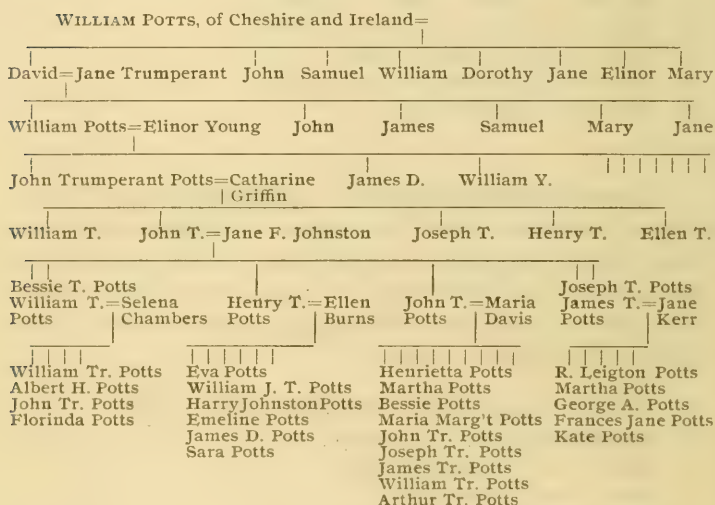 WILLIAM POTTS, of Cheshire and Ireland=
David=Jane Trumperant John Samuel William Dorothy Jane Elinor Mary
William Potts=Elinor Young John James Samuel Mary Jane
John Trumperant Potts=Catharine James D. William Y.
Griffin
William T. John T.=Jane F. Johnston Joseph T. Henry T. Ellen T.
Bessie T. Potts Joseph T. Potts
William T.=Selena Henry T.=Ellen John T.=Maria James T.=Jane
Potts Chambers Potts Burns Potts Davis Potts Kerr
William Tr. Potts Eva Potts Henrietta Potts R. Leigton Potts
Albert H. Potts William J. T. Potts Martha Potts Martha Potts
John Tr. Potts Harry Johnston Potts Bessie Potts George A. Potts
Florinda Potts Emeline Potts Maria Marg't Potts Frances Jane Potts
James D. Potts John Tr. Potts Kate Potts
Sara Potts Joseph Tr. Potts
James Tr. Potts
William Tr. Potts
Arthur Tr. Potts